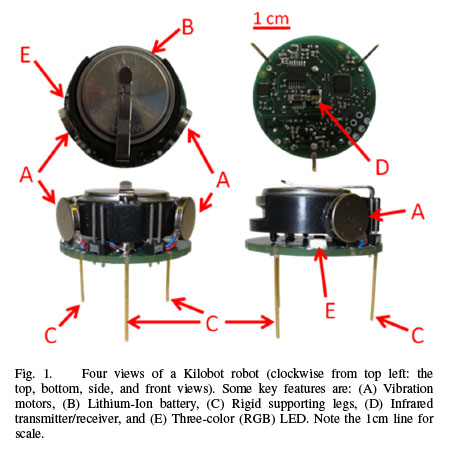 1 cm
B
E
A
A
D
A
E
C
C
C
Fig. 1. Four views of a Kilobot robot (clockwise from top left: the
top, bottom, side, and front views). Some key features are: (A) Vibration
motors, (B) Lithium-Ion battery, (C) Rigid supporting legs, (D) Infrared
transmitter/receiver, and (E) Three-color (RGB) LED. Note the 1cm line for
scale.